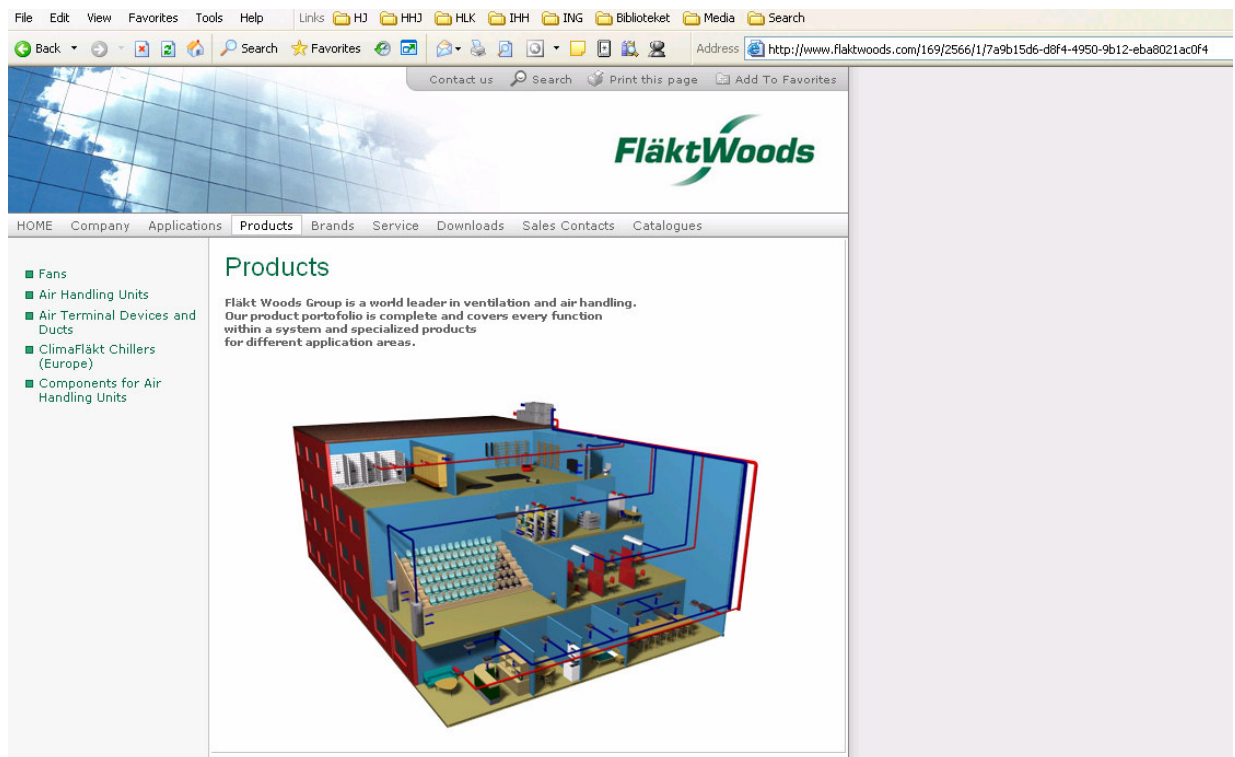 File Edit View Favorites Tools Help Links HJ HHJ HLK IHH ING Biblioteket Media Search
Back Search Favorites Address http://www.flaktwoods.com/169/2566/1/7a9b15d6-d8f4-4950-9b12-eba8021ac0f4
Contact us Search Print this page Add To Favorites
FläktWoods
HOME Company Applications Products Brands Service Downloads Sales Contacts Catalogues
Fans
Air Handling Units
Air Terminal Devices and
Ducts
ClimaFläkt Chillers
(Europe)
Components for Air
Handling Units
Products
Fläkt Woods Group is a world leader in ventilation and air handling.
Our product portofolio is complete and covers every function
within a system and specialized products
for different application areas.